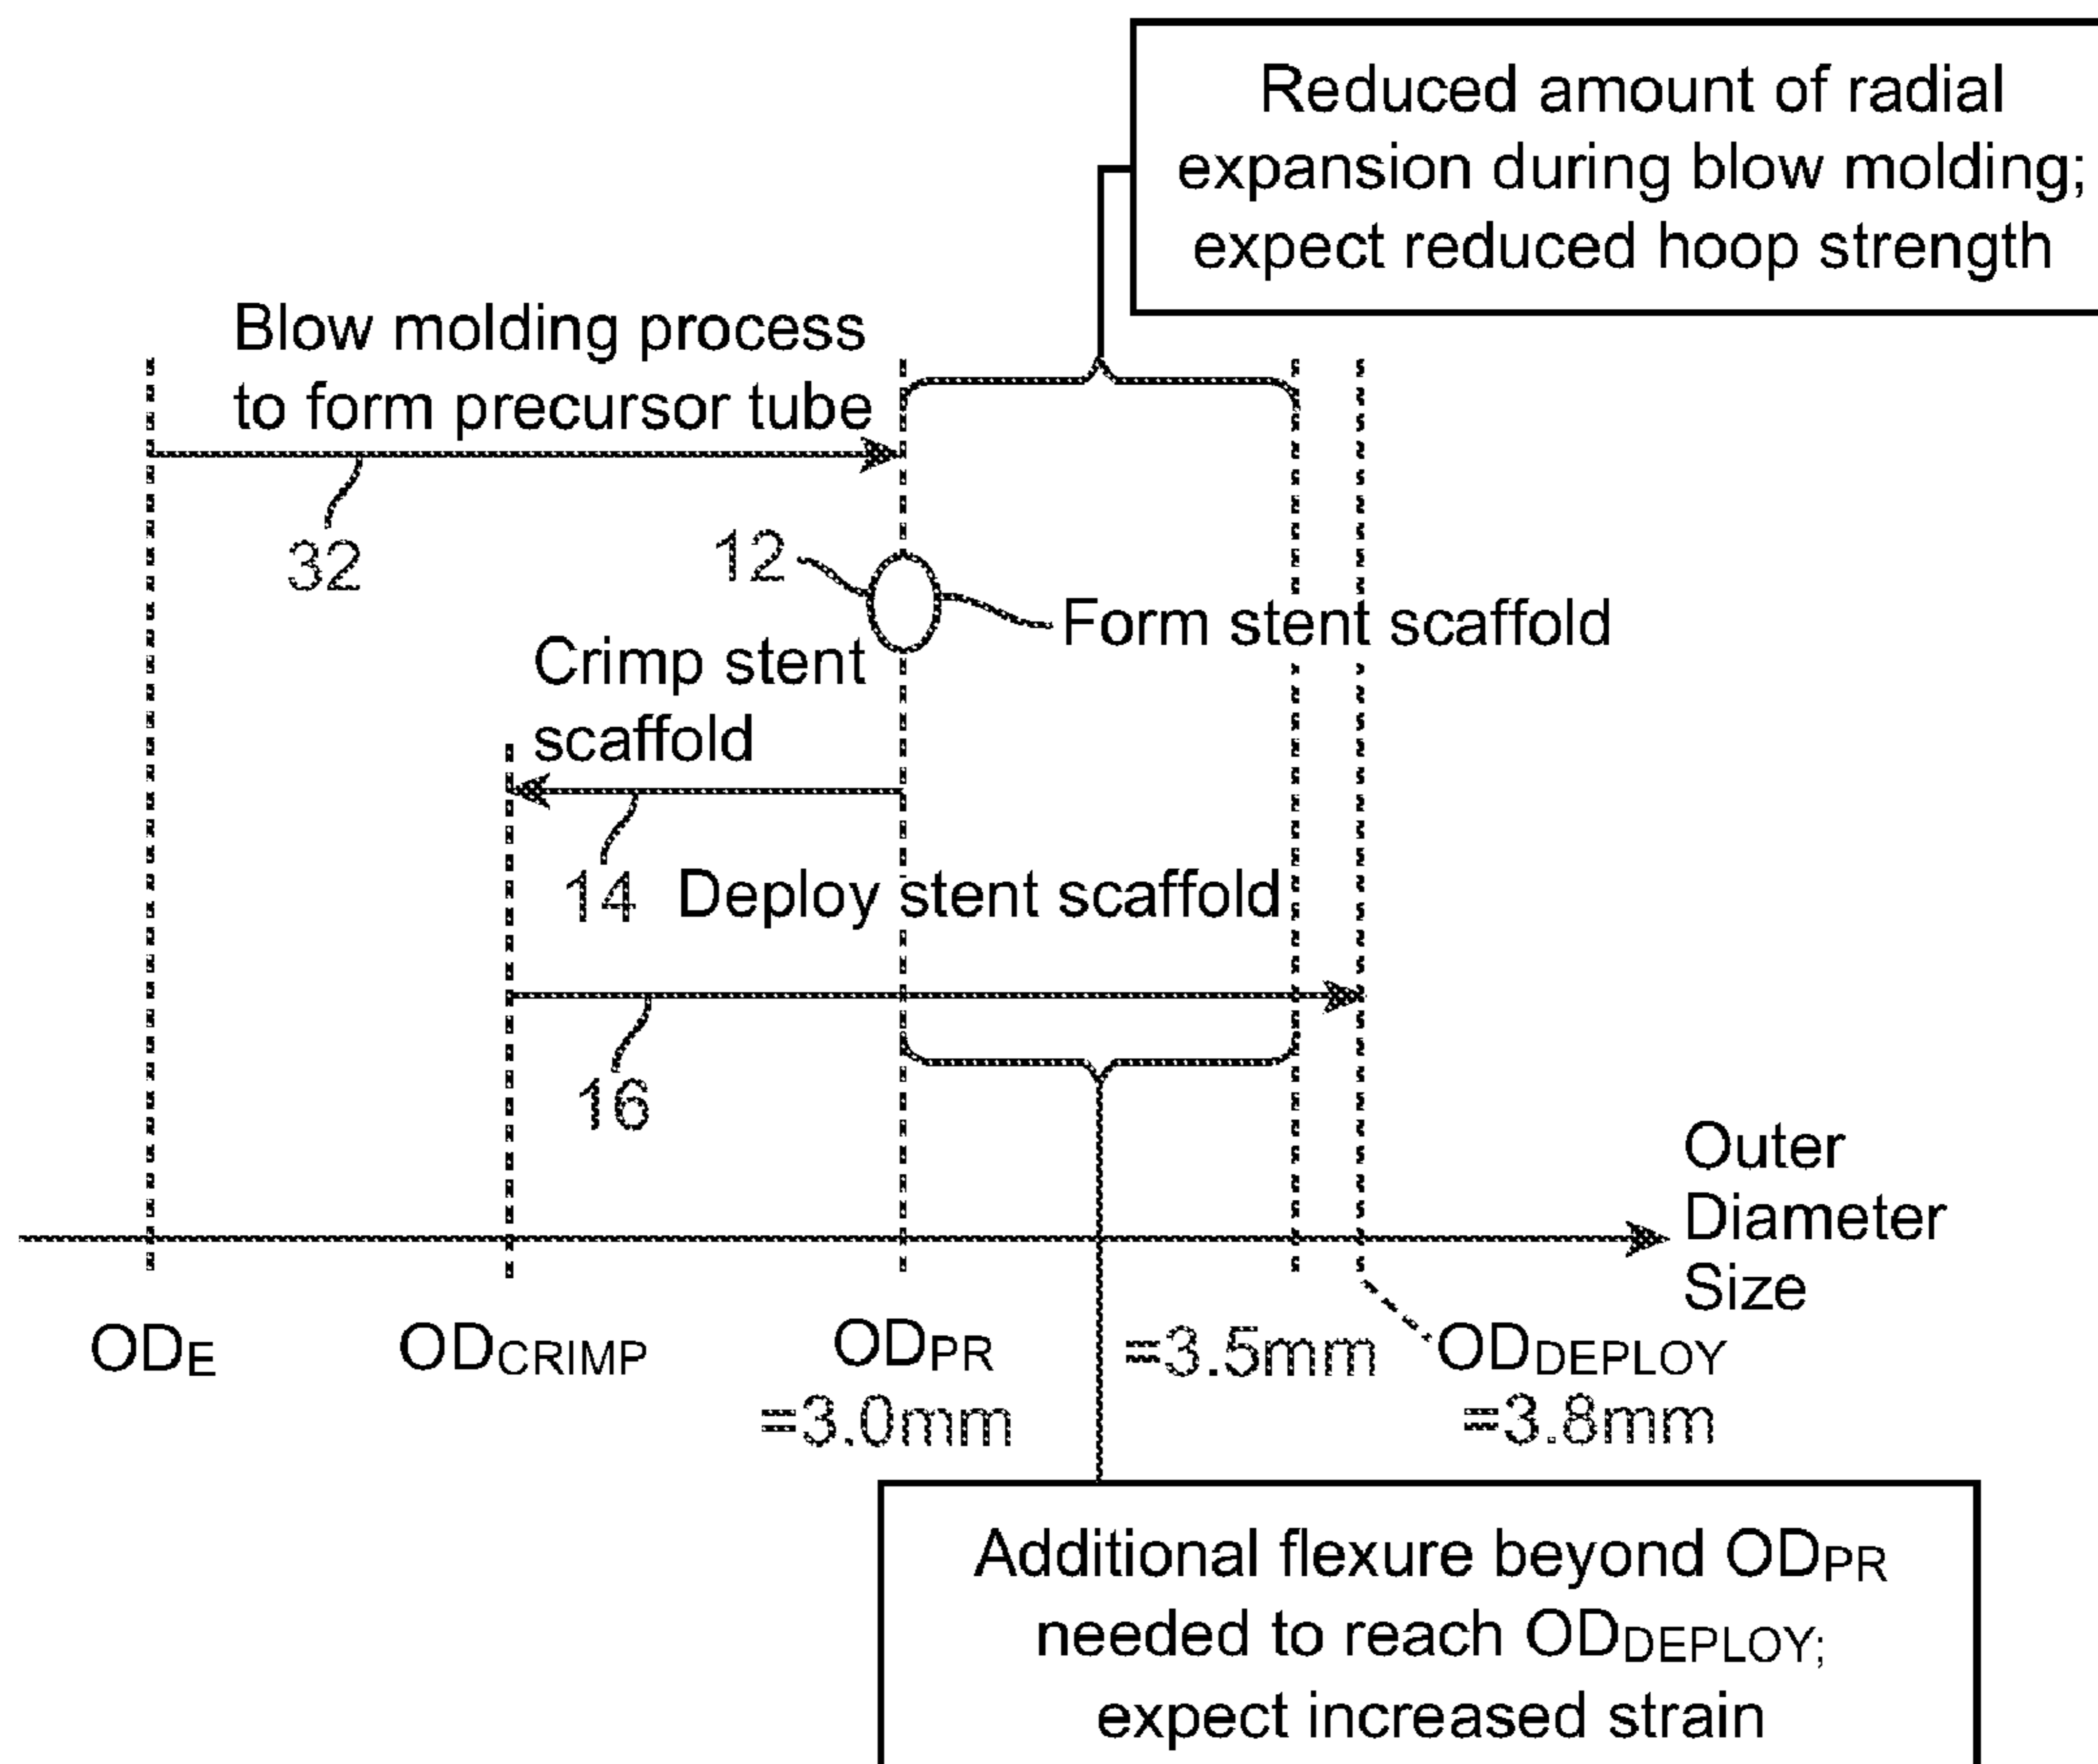 Reduced amount of radial
expansion during blow molding;
expect reduced hoop strength
Blow molding process
to form precursor tube
32
12
Form stent scaffold
Crimp stent
scaffold
14
Deploy stent scaffold
16
Outer
Diameter
Size
ODE
ODCRIMP
ODPR
=3.0mm
=3.5mm
ODDEPLOY
=3.8mm
Additional flexure beyond ODPR
needed to reach ODDEPLOY;
expect increased strain